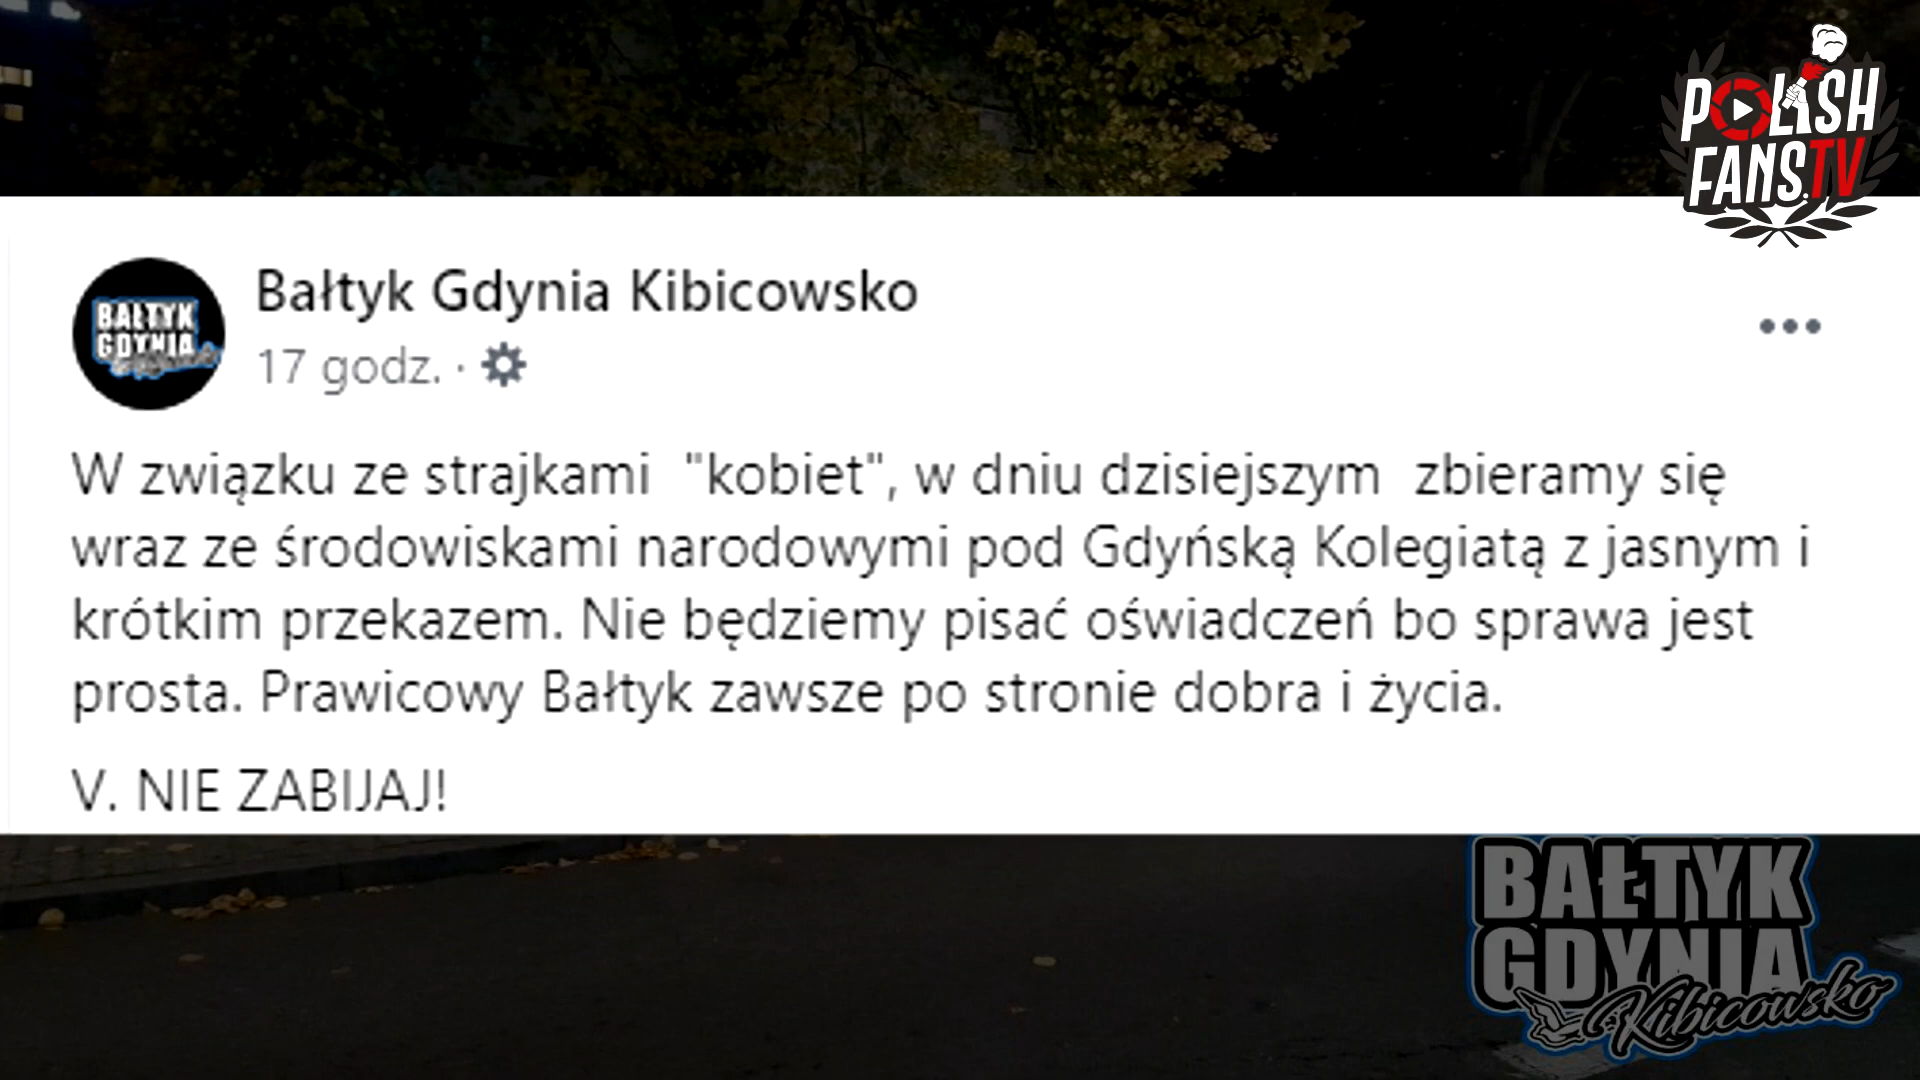 POLISH
FANS.TV
BAŁTYK
GDYNIA
Kibicowsko
Bałtyk Gdynia Kibicowsko
17 godz. ·
W związku ze strajkami "kobiet", w dniu dzisiejszym zbieramy się
wraz ze środowiskami narodowymi pod Gdyńską Kolegiatą z jasnym i
krótkim przekazem. Nie będziemy pisać oświadczeń bo sprawa jest
prosta. Prawicowy Bałtyk zawsze po stronie dobra i życia.
V. NIE ZABIJAJ!
BAŁTYK
GDYNIA
Kibicowsko